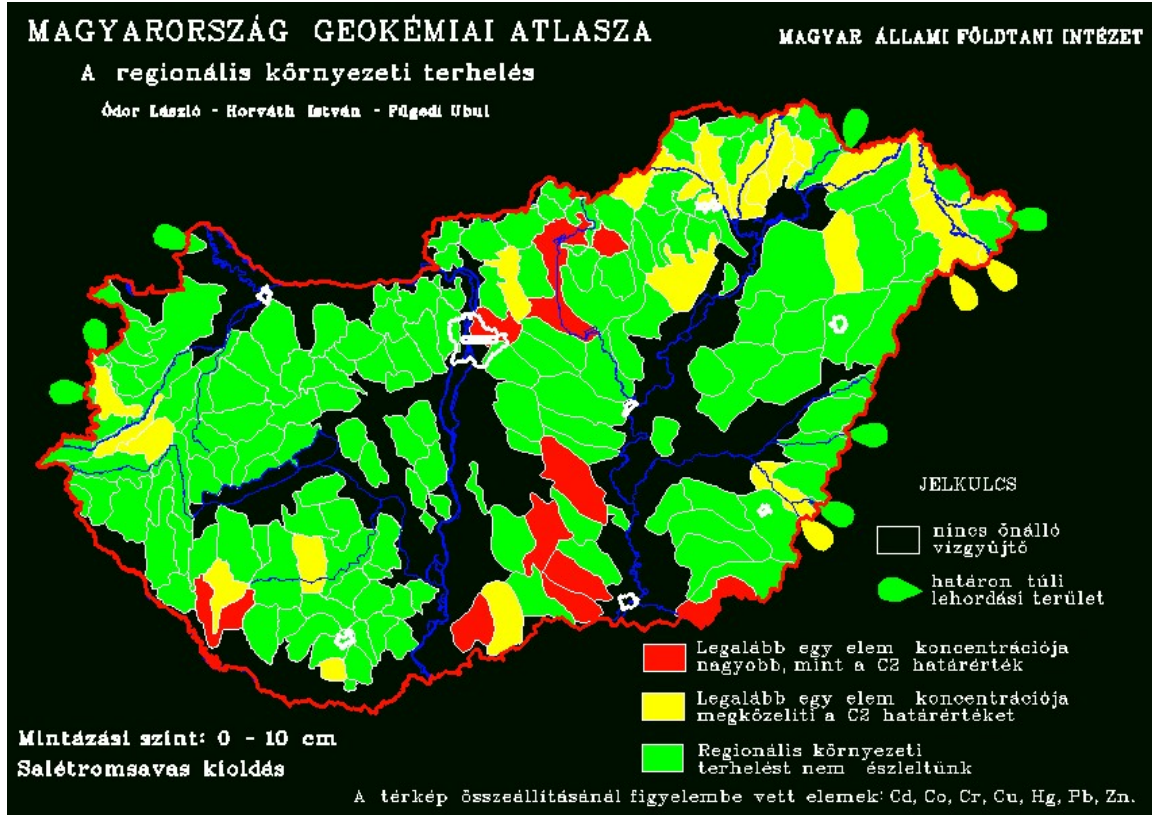 MAGYARORSZÁG GEOKÉMIAI ATLASZA
MAGYAR ÁLLAMI FÖLDTANI INTÉZET
A regionális környezeti terhelés
Ódor László - Horváth István - Fügedi Ubul
JELKULCS
nincs önálló
vízgyűjtő
határon túli
lehordási terület
Legalább egy elem koncentrációja
nagyobb, mint a C2 határérték
Legalább egy elem koncentrációja
megközelíti a C2 határértéket
Regionális környezeti
terhelést nem észleltünk
Mintázási szint: 0 - 10 cm
Salétromsavas kioldás
A térkép összeállításánál figyelembe vett elemek: Cd, Co, Cr, Cu, Hg, Pb, Zn.